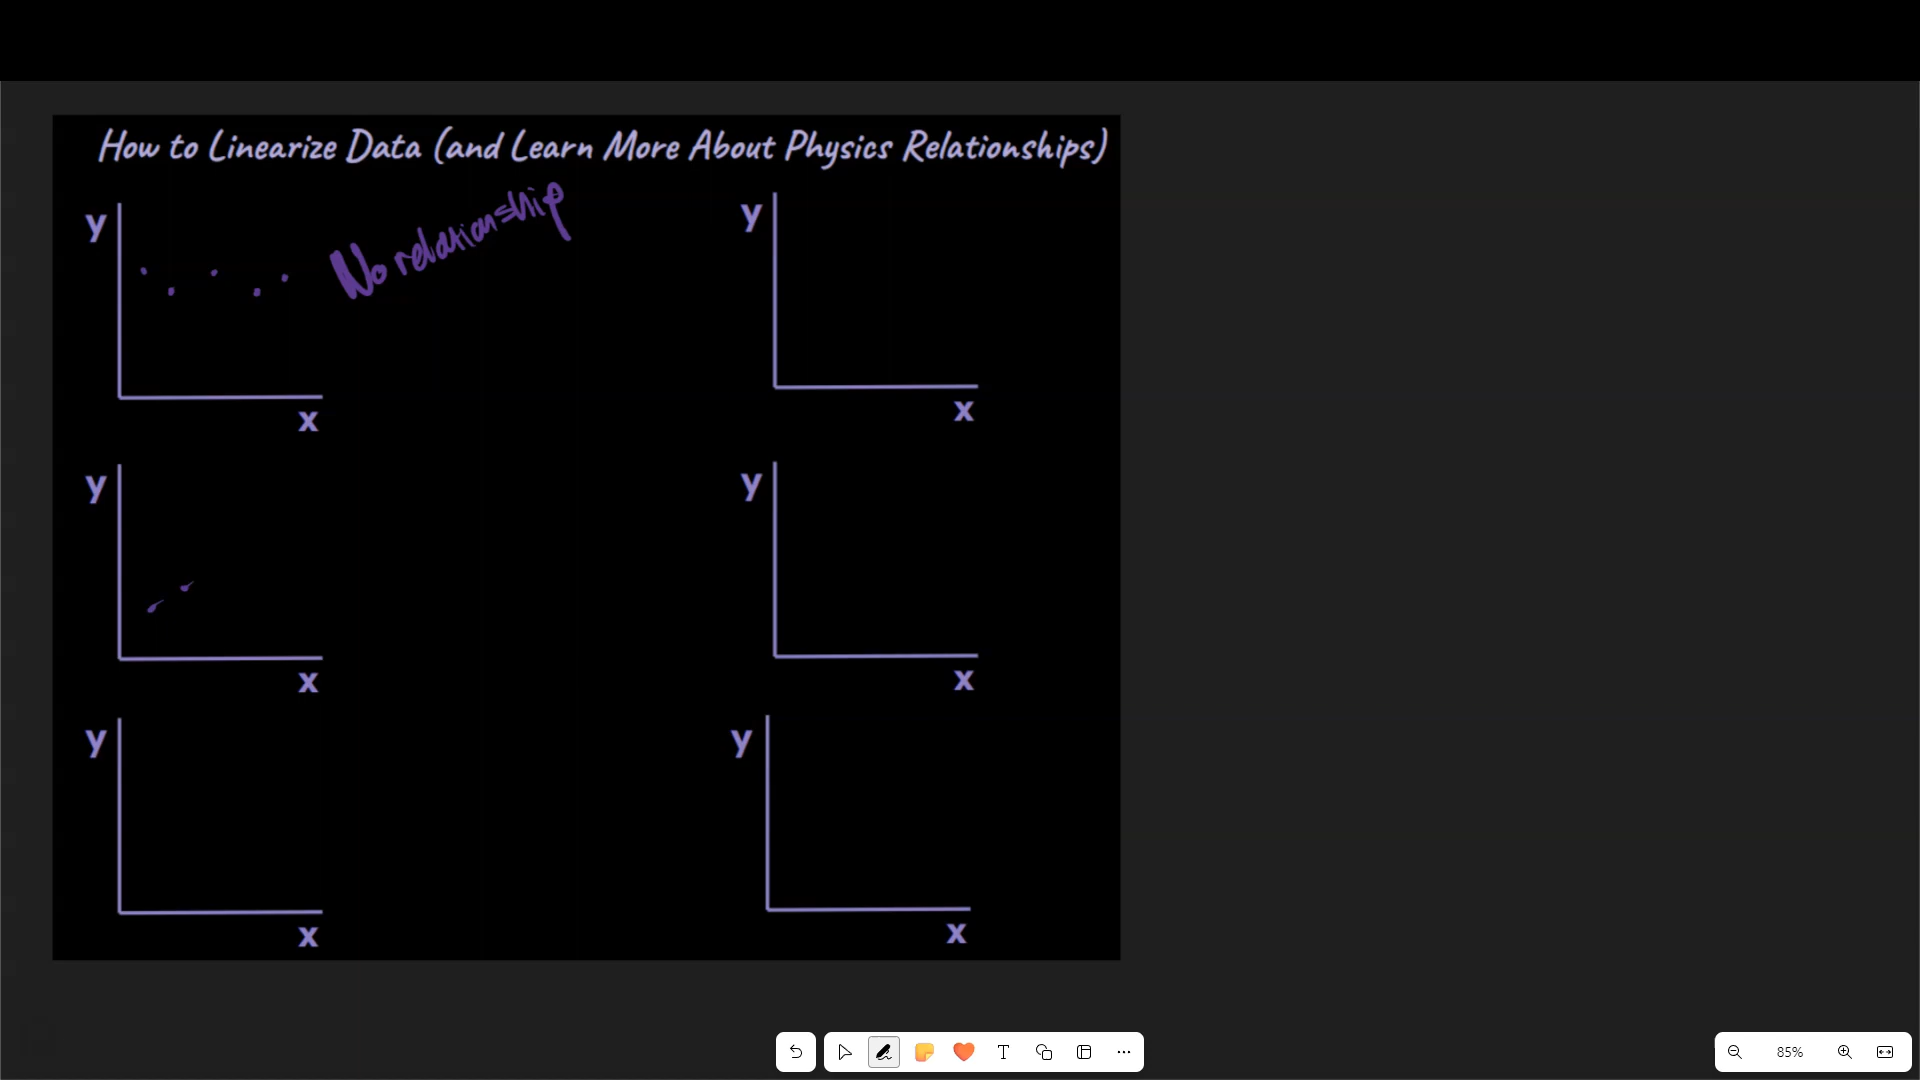 How to Linearize Data (and Learn More About Physics Relationships)
y
No relationship
x
y
x
y
x
y
x
y
x
y
x
T
85%